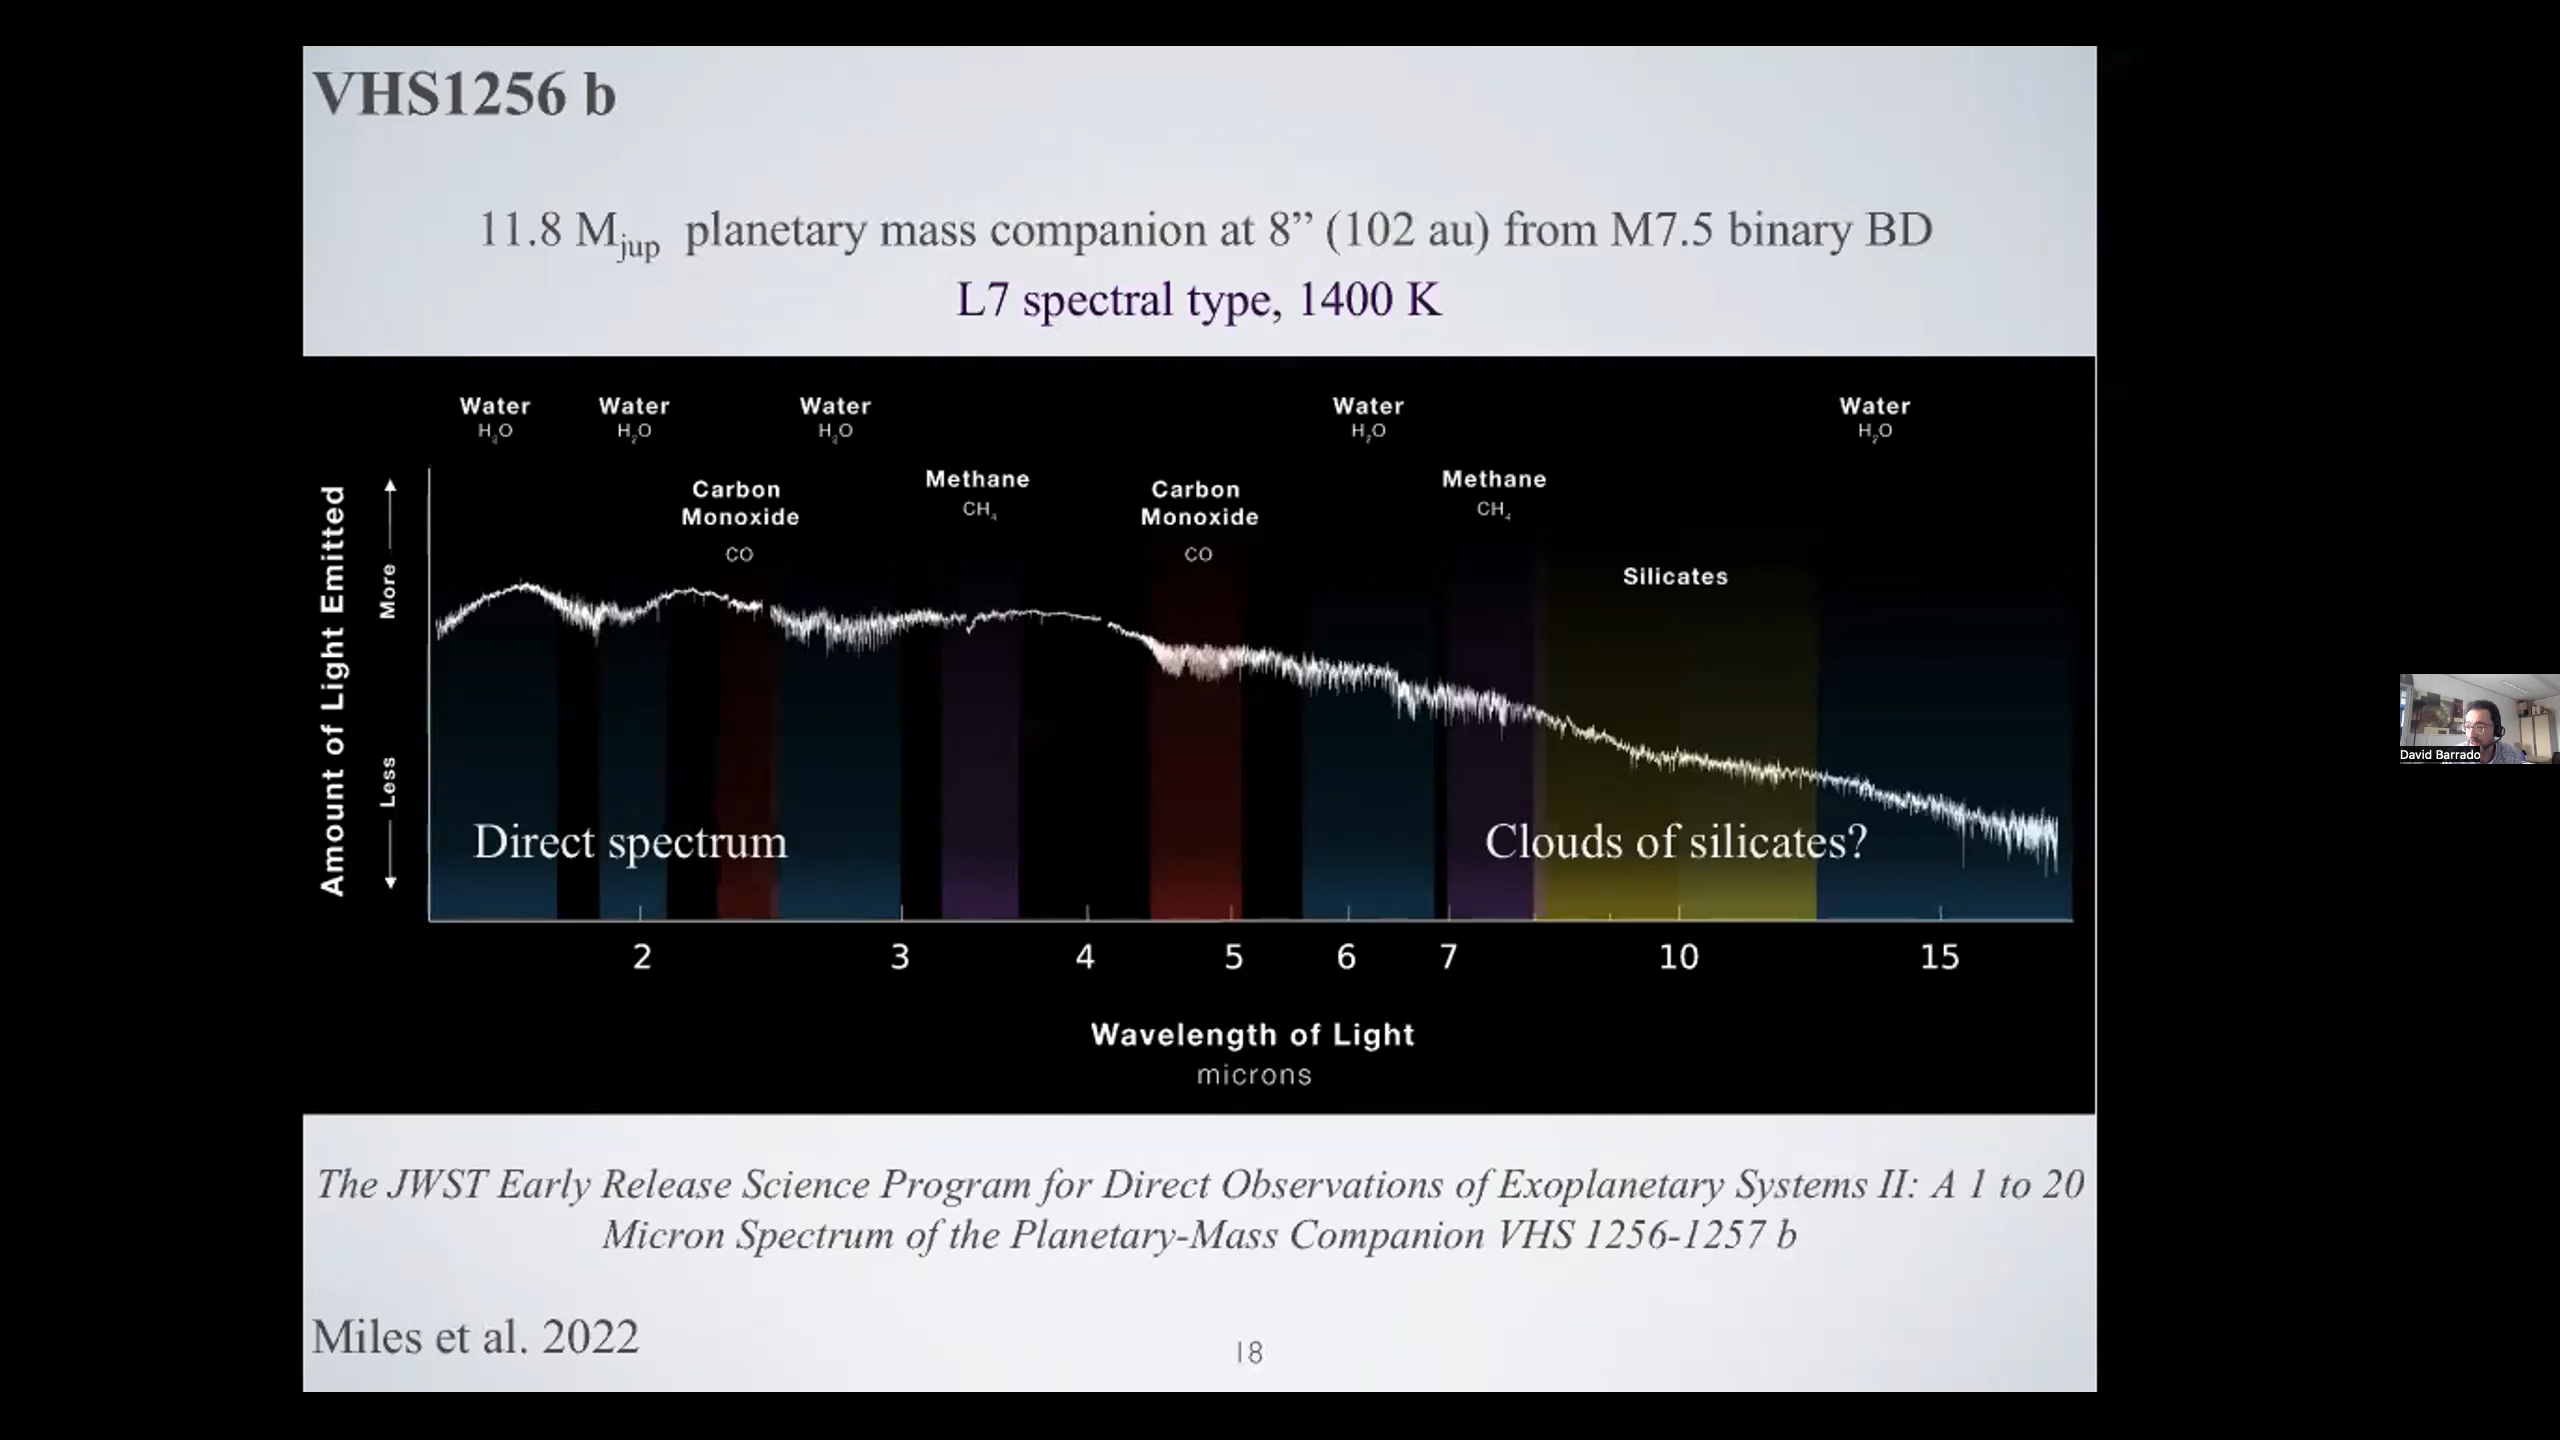 VHS1256 b
11.8 Mjup planetary mass companion at 8” (102 au) from M7.5 binary BD
L7 spectral type, 1400 K
Water Water Water Water Water
H2O H2O H2O H2O H2O
Methane Methane
CH4 CH4
Carbon Carbon
Monoxide Monoxide
CO CO
Silicates
Amount of Light Emitted
More
Less
Direct spectrum
Clouds of silicates?
2 3 4 5 6 7 10 15
Wavelength of Light
microns
David Barrado
The JWST Early Release Science Program for Direct Observations of Exoplanetary Systems II: A 1 to 20
Micron Spectrum of the Planetary-Mass Companion VHS 1256-1257 b
Miles et al. 2022
18